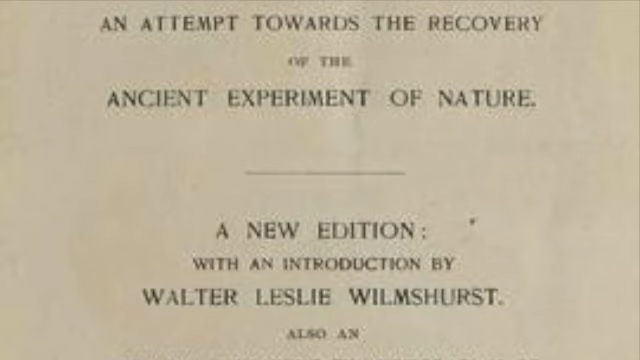 AN ATTEMPT TOWARDS THE RECOVERY
OF THE
ANCIENT EXPERIMENT OF NATURE.
A NEW EDITION:
WITH AN INTRODUCTION BY
WALTER LESLIE WILMSHURST.
ALSO AN